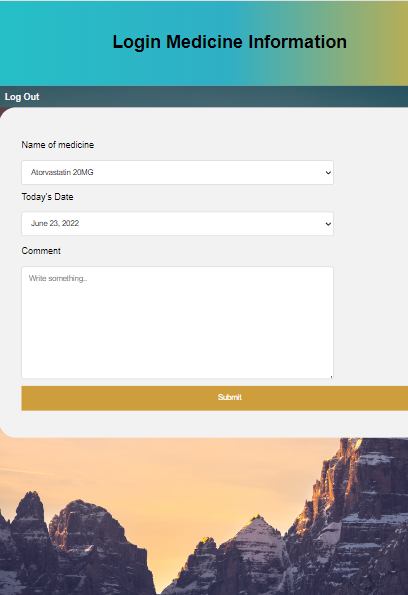 Login Medicine Information
Log Out
Name of medicine
Atorvastatin 20MG
Today's Date
June 23, 2022
Comment
Write something..
Submit